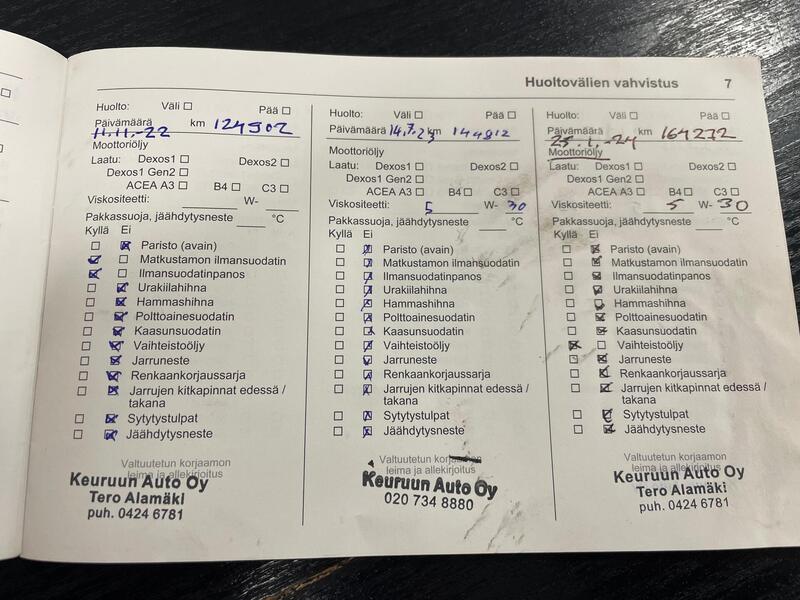 Huoltovälien vahvistus 7
Huolto: Väli Pää
Päivämäärä km 124902
11.11.-22
Moottoriöljy
Laatu: Dexos1 Dexos2
Dexos1 Gen2
ACEA A3 B4 C3
Viskositeetti: W-
Pakkassuoja, jäähdytysneste °C
Kyllä Ei
Paristo (avain)
Matkustamon ilmansuodatin
Ilmansuodatinpanos
Urakiilahihna
Hammashihna
Polttoainesuodatin
Kaasunsuodatin
Vaihteistoöljy
Jarruneste
Renkaankorjaussarja
Jarrujen kitkapinnat edessä /
takana
Sytytystulpat
Jäähdytysneste
Valtuutetun korjaamon
leima ja allekirjoitus
Keuruun Auto Oy
Tero Alamäki
puh. 0424 6781
Huolto: Väli Pää
Päivämäärä 14.7.23 km 144812
Moottoriöljy
Laatu: Dexos1 Dexos2
Dexos1 Gen2
ACEA A3 B4 C3
Viskositeetti: 5 W- 30
Pakkassuoja, jäähdytysneste °C
Kyllä Ei
Paristo (avain)
Matkustamon ilmansuodatin
Ilmansuodatinpanos
Urakiilahihna
Hammashihna
Polttoainesuodatin
Kaasunsuodatin
Vaihteistoöljy
Jarruneste
Renkaankorjaussarja
Jarrujen kitkapinnat edessä /
takana
Sytytystulpat
Jäähdytysneste
Valtuutetun korjaamon
leima ja allekirjoitus
Keuruun Auto Oy
020 734 8880
Huolto: Väli Pää
Päivämäärä km 164272
25.1.-24
Moottoriöljy
Laatu: Dexos1 Dexos2
Dexos1 Gen2
ACEA A3 B4 C3
Viskositeetti: 5 W- 30
Pakkassuoja, jäähdytysneste °C
Kyllä Ei
Paristo (avain)
Matkustamon ilmansuodatin
Ilmansuodatinpanos
Urakiilahihna
Hammashihna
Polttoainesuodatin
Kaasunsuodatin
Vaihteistoöljy
Jarruneste
Renkaankorjaussarja
Jarrujen kitkapinnat edessä /
takana
Sytytystulpat
Jäähdytysneste
Valtuutetun korjaamon
leima ja allekirjoitus
Keuruun Auto Oy
Tero Alamäki
puh. 0424 6781